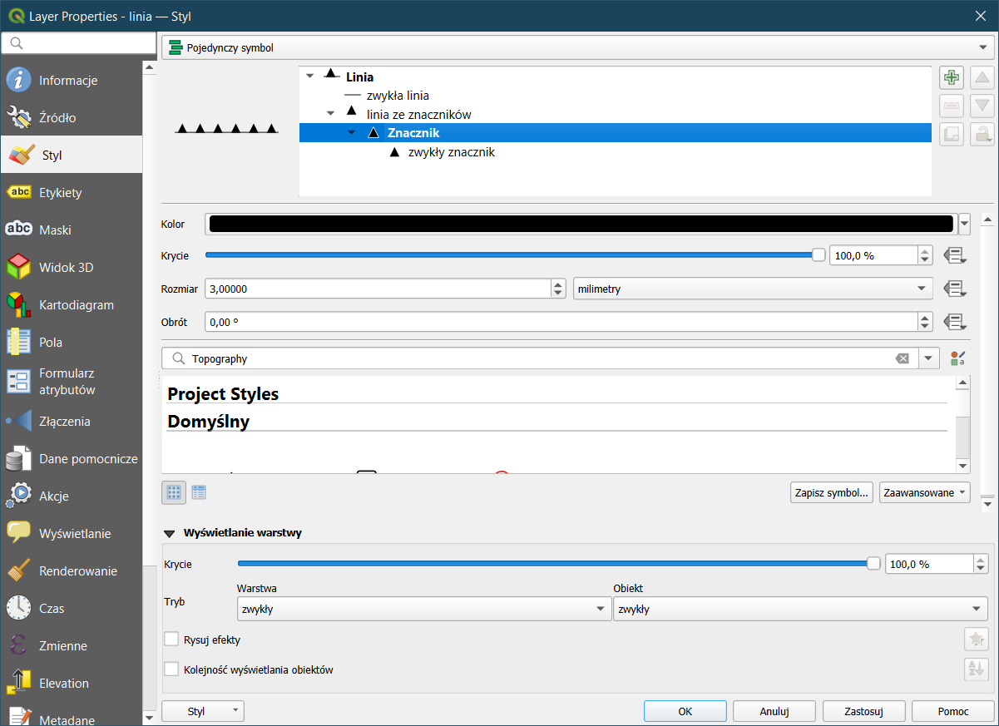 Layer Properties - linia — Styl
Pojedynczy symbol
Informacje
Źródło
Styl
Etykiety
Maski
Widok 3D
Kartodiagram
Pola
Formularz
atrybutów
Złączenia
Dane pomocnicze
Akcje
Wyświetlanie
Renderowanie
Czas
Zmienne
Elevation
Metadane
abc
abc
Linia
zwykła linia
linia ze znaczników
Znacznik
zwykły znacznik
Kolor
Krycie
100,0 %
Rozmiar
3,00000
milimetry
Obrót
0,00 °
Topography
Project Styles
Domyślny
Zapisz symbol...
Zaawansowane
Wyświetlanie warstwy
Krycie
100,0 %
Warstwa
Obiekt
Tryb
zwykły
zwykły
Rysuj efekty
Kolejność wyświetlania obiektów
Styl
OK
Anuluj
Zastosuj
Pomoc